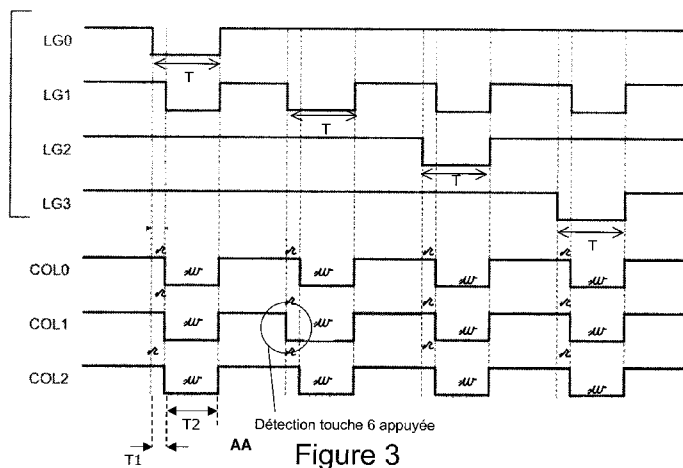 LG0
T
LG1
T
LG2
T
LG3
T
r r r r
COL0 w w w w
r r r r
COL1 w w w w
r r r r
COL2 w w w w
T2
Détection touche 6 appuyée
T1
AA
Figure 3